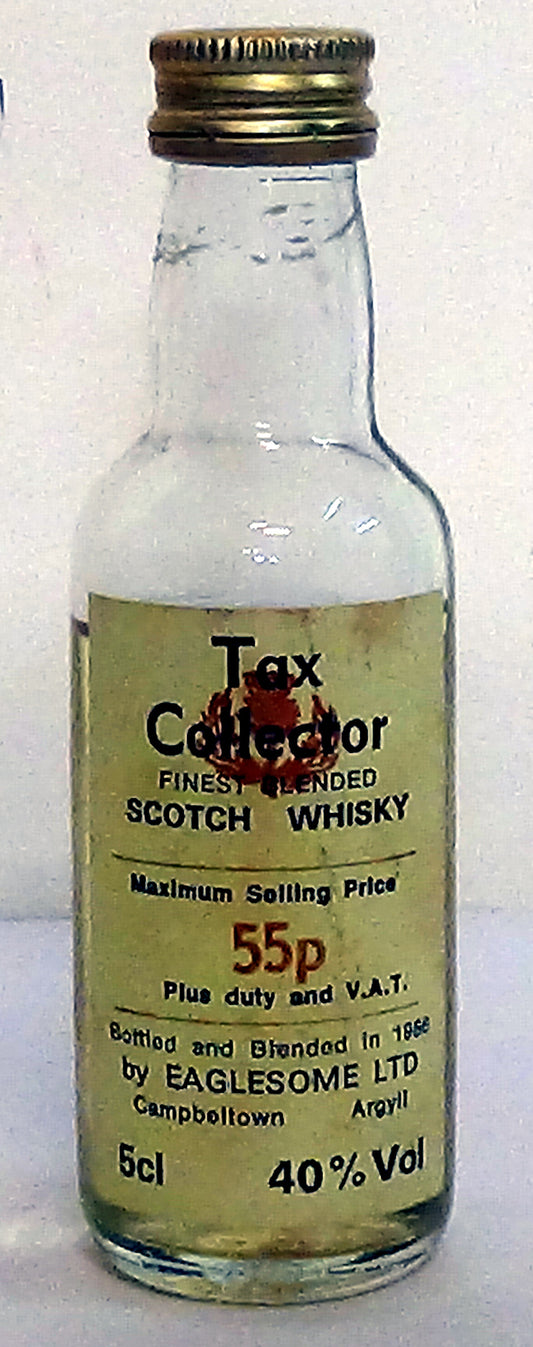 Tax
Collector
FINEST BLENDED
SCOTCH WHISKY
Maximum Selling Price
55p
Plus duty and V.A.T.
Bottled and Blended in
by EAGLESOME LTD
Campbeltown Argyll
5cl 40% Vol